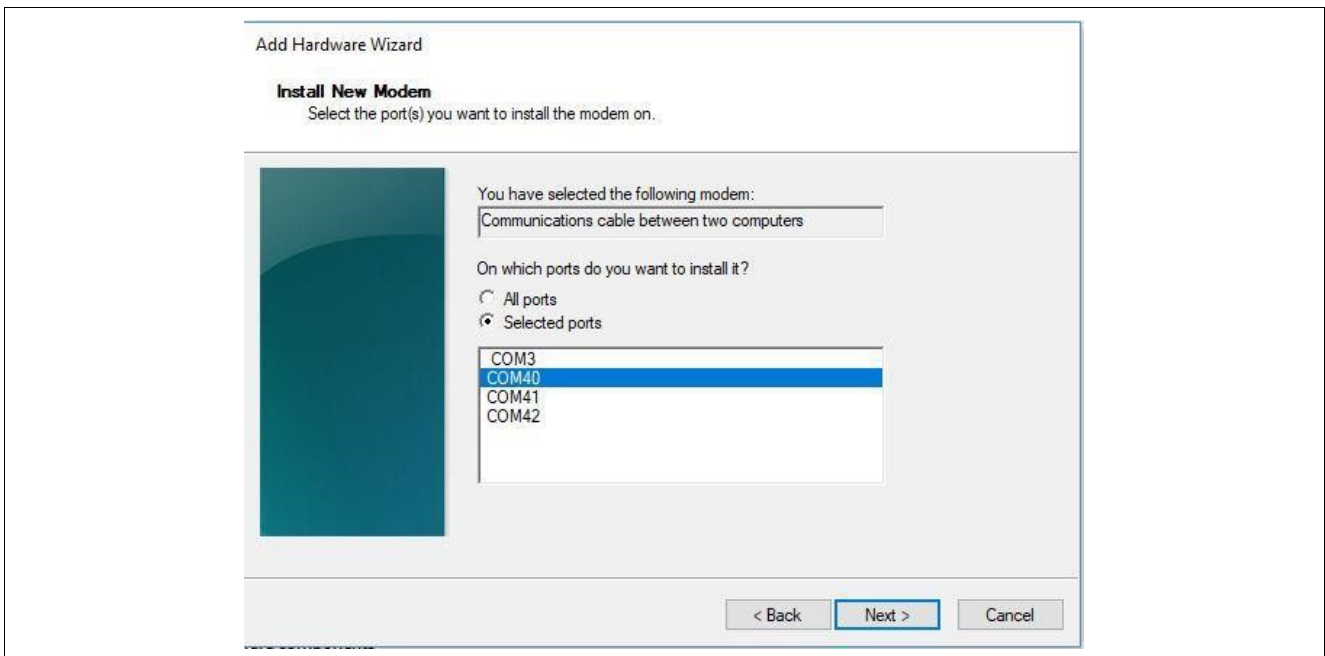 Add Hardware Wizard
Install New Modem
Select the port(s) you want to install the modem on.
You have selected the following modem:
Communications cable between two computers
On which ports do you want to install it?
All ports
Selected ports
COM3
COM40
COM41
COM42
< Back
Next >
Cancel